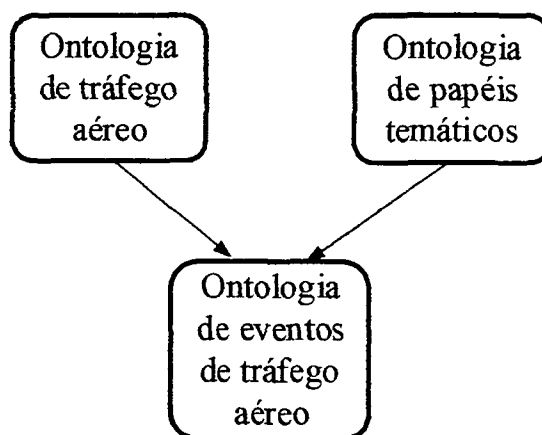 Ontologia
de tráfego
aéreo
Ontologia
de papéis
temáticos
Ontologia
de eventos
de tráfego
aéreo